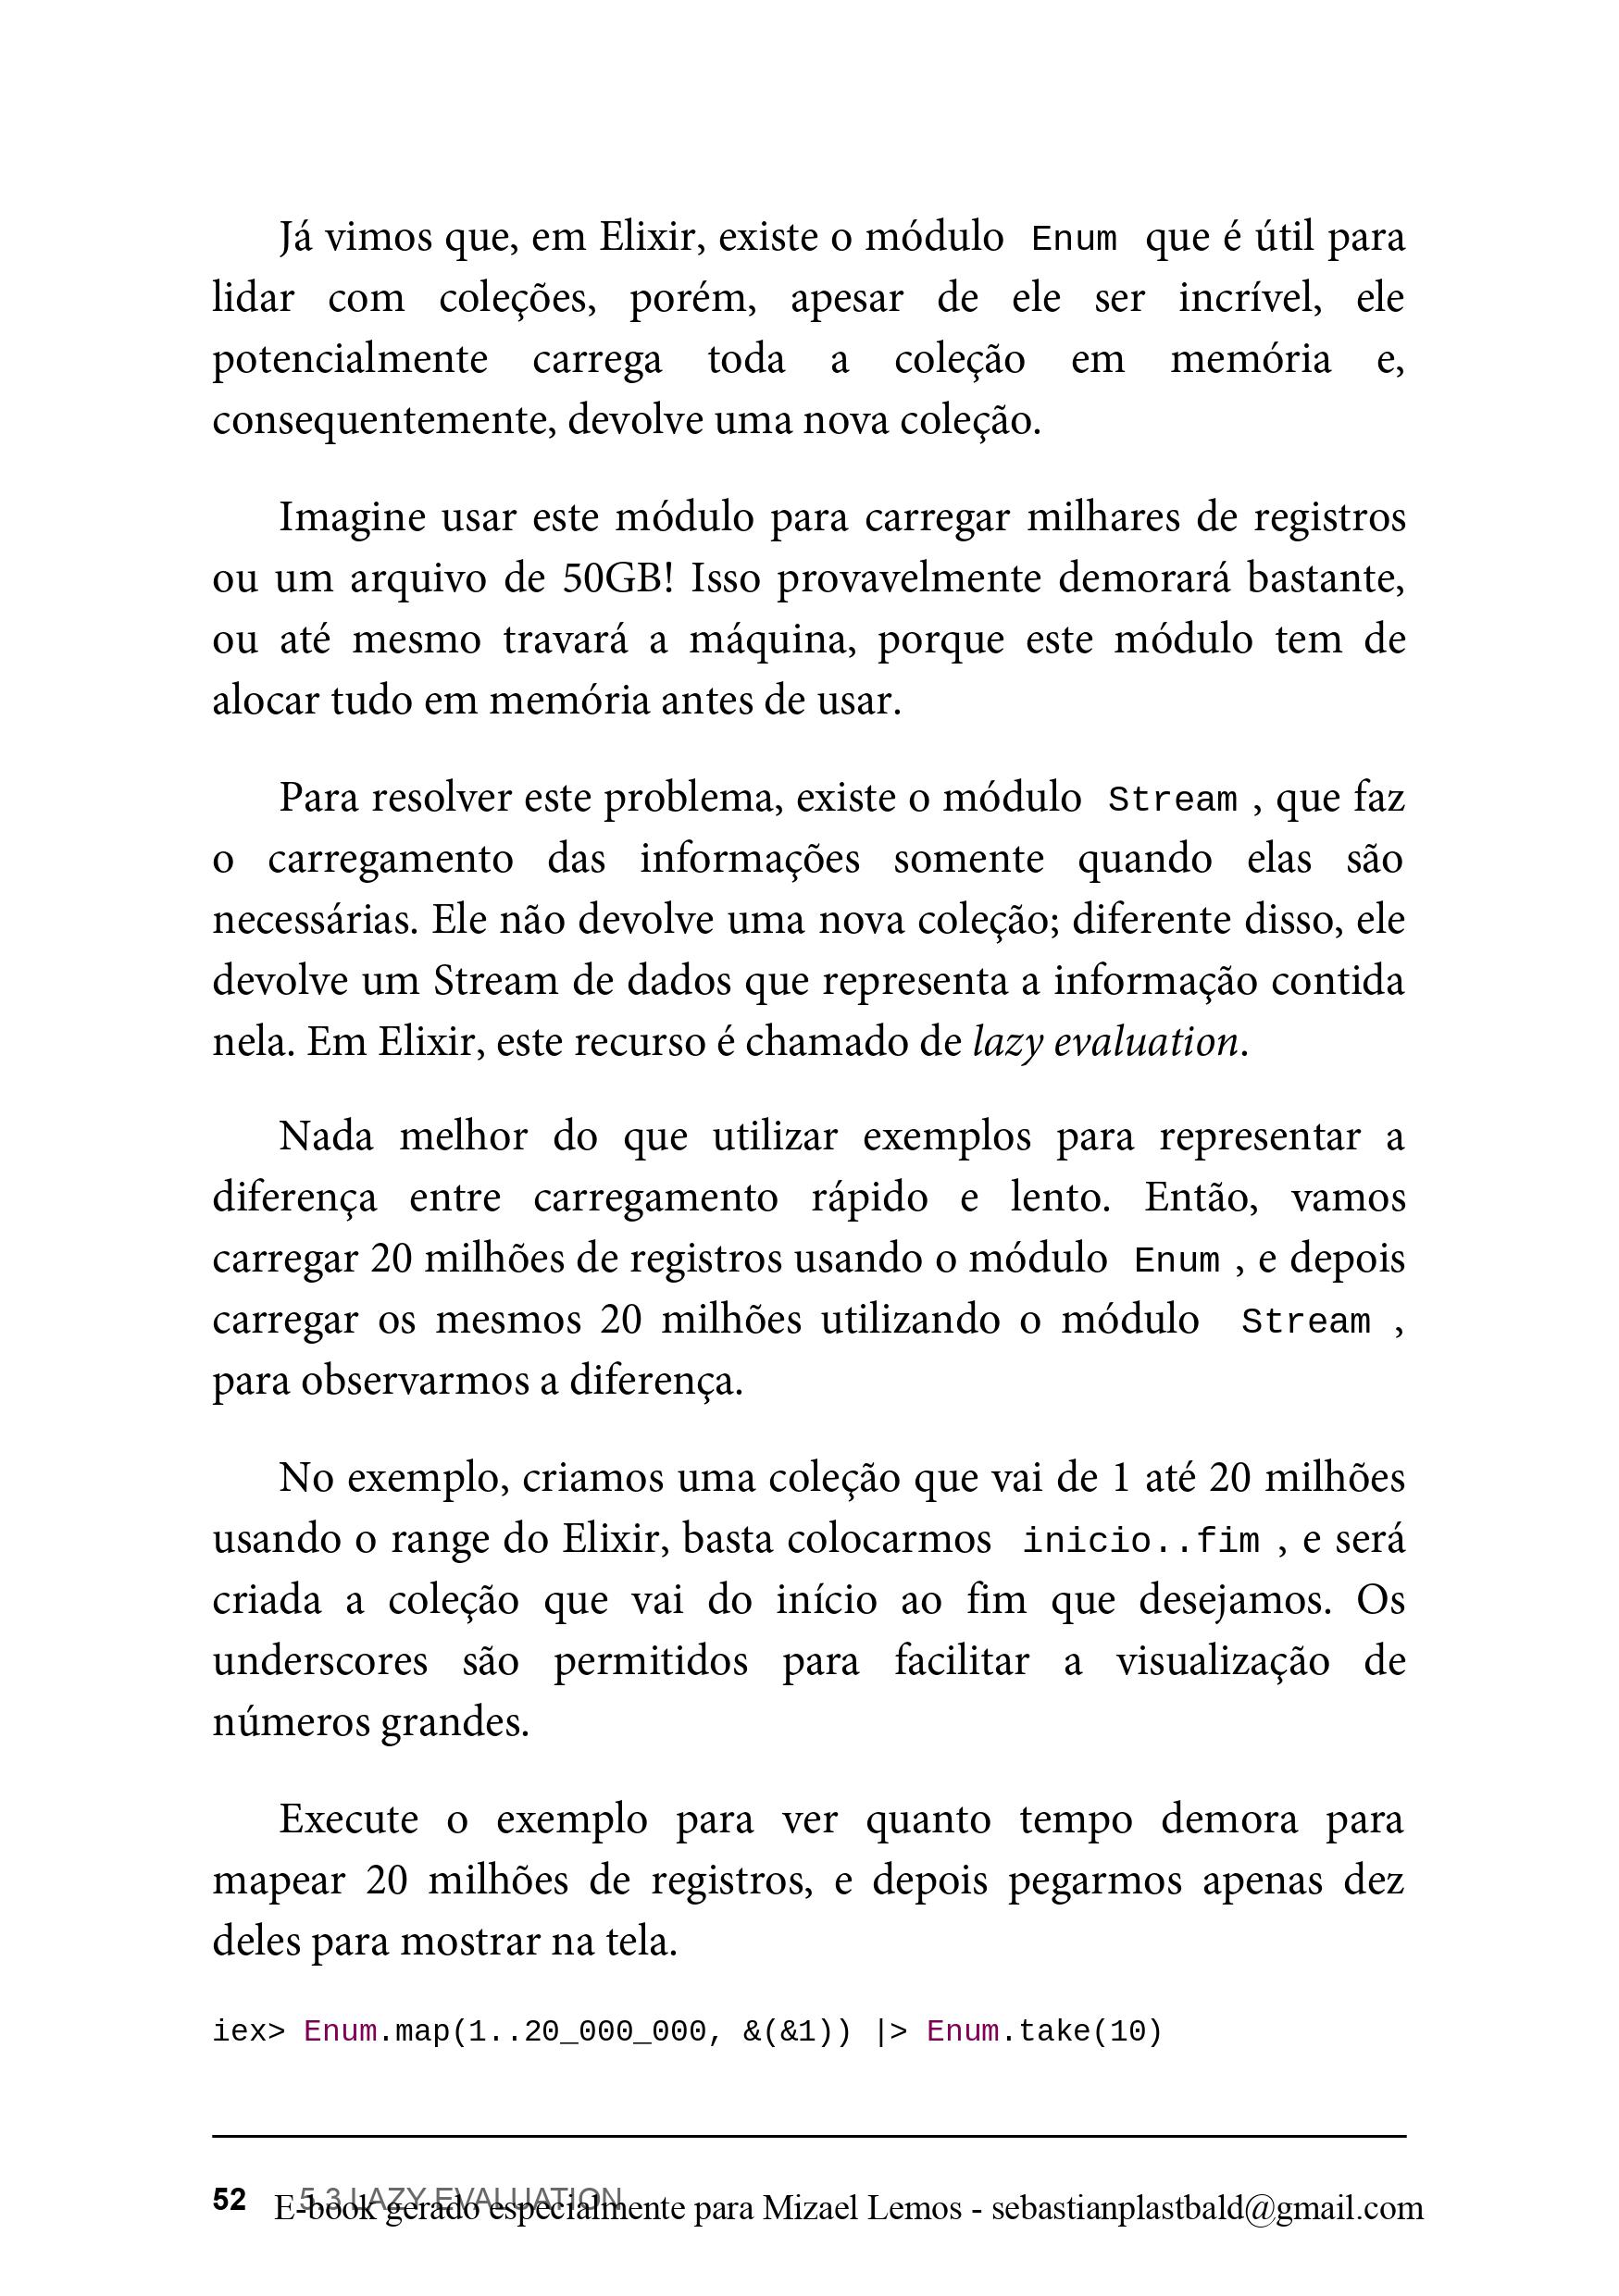 Já vimos que, em Elixir, existe o módulo Enum que é útil para
lidar com coleções, porém, apesar de ele ser incrível, ele
potencialmente carrega toda a coleção em memória e,
consequentemente, devolve uma nova coleção.
Imagine usar este módulo para carregar milhares de registros
ou um arquivo de 50GB! Isso provavelmente demorará bastante,
ou até mesmo travará a máquina, porque este módulo tem de
alocar tudo em memória antes de usar.
Para resolver este problema, existe o módulo Stream , que faz
o carregamento das informações somente quando elas são
necessárias. Ele não devolve uma nova coleção; diferente disso, ele
devolve um Stream de dados que representa a informação contida
nela. Em Elixir, este recurso é chamado de lazy evaluation.
Nada melhor do que utilizar exemplos para representar a
diferença entre carregamento rápido e lento. Então, vamos
carregar 20 milhões de registros usando o módulo Enum , e depois
carregar os mesmos 20 milhões utilizando o módulo Stream ,
para observarmos a diferença.
No exemplo, criamos uma coleção que vai de 1 até 20 milhões
usando o range do Elixir, basta colocarmos inicio..fim , e será
criada a coleção que vai do início ao fim que desejamos. Os
underscores são permitidos para facilitar a visualização de
números grandes.
Execute o exemplo para ver quanto tempo demora para
mapear 20 milhões de registros, e depois pegarmos apenas dez
deles para mostrar na tela.
iex> Enum.map(1..20_000_000, &(&1)) |> Enum.take(10)
52 5.3 LAZY EVALUATION
E-book gerado especialmente para Mizael Lemos - sebastianplastbald@gmail.com